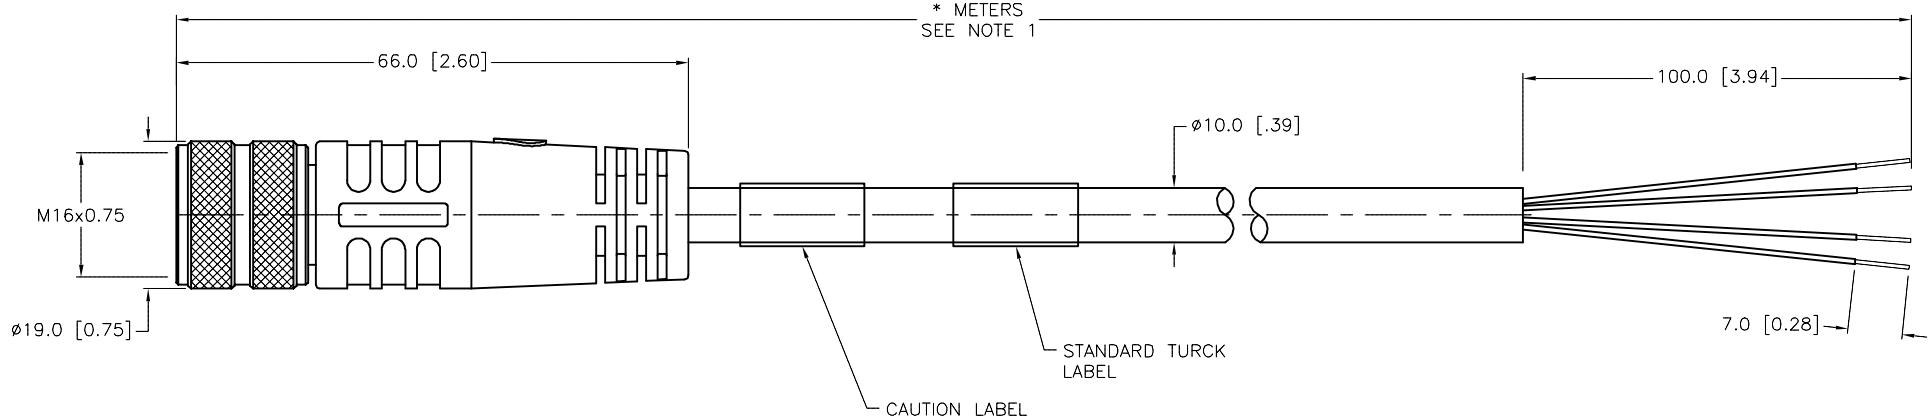 * METERS
SEE NOTE 1
66.0 [2.60]
100.0 [3.94]
ø10.0 [.39]
M16x0.75
ø19.0 [0.75]
7.0 [0.28]
STANDARD TURCK
LABEL
CAUTION LABEL